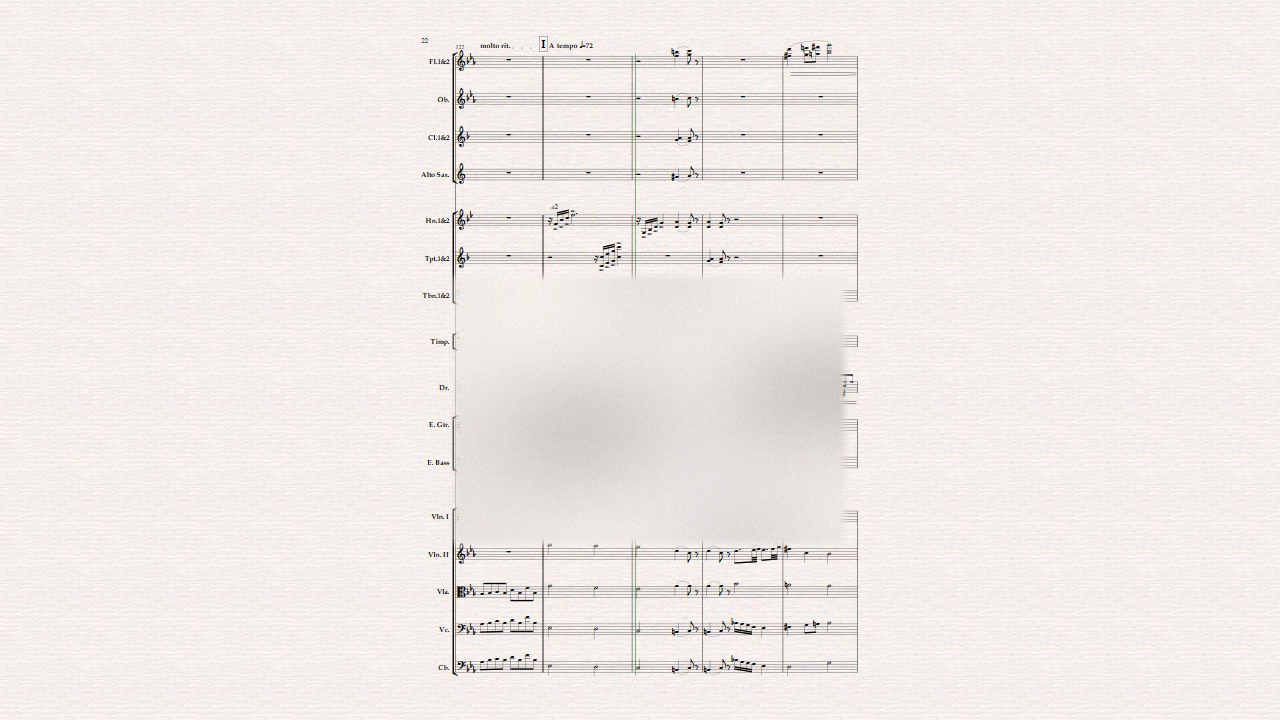 22
222 molto rit. . . . I A tempo ♩=72
Fl.1&2
Ob.
Cl.1&2
Alto Sax.
a2
Hn.1&2
Tpt.1&2
Tbn.1&2
Timp.
Dr.
E. Gtr.
E. Bass
Vln. I
Vln. II
Vla.
Vc.
Cb.